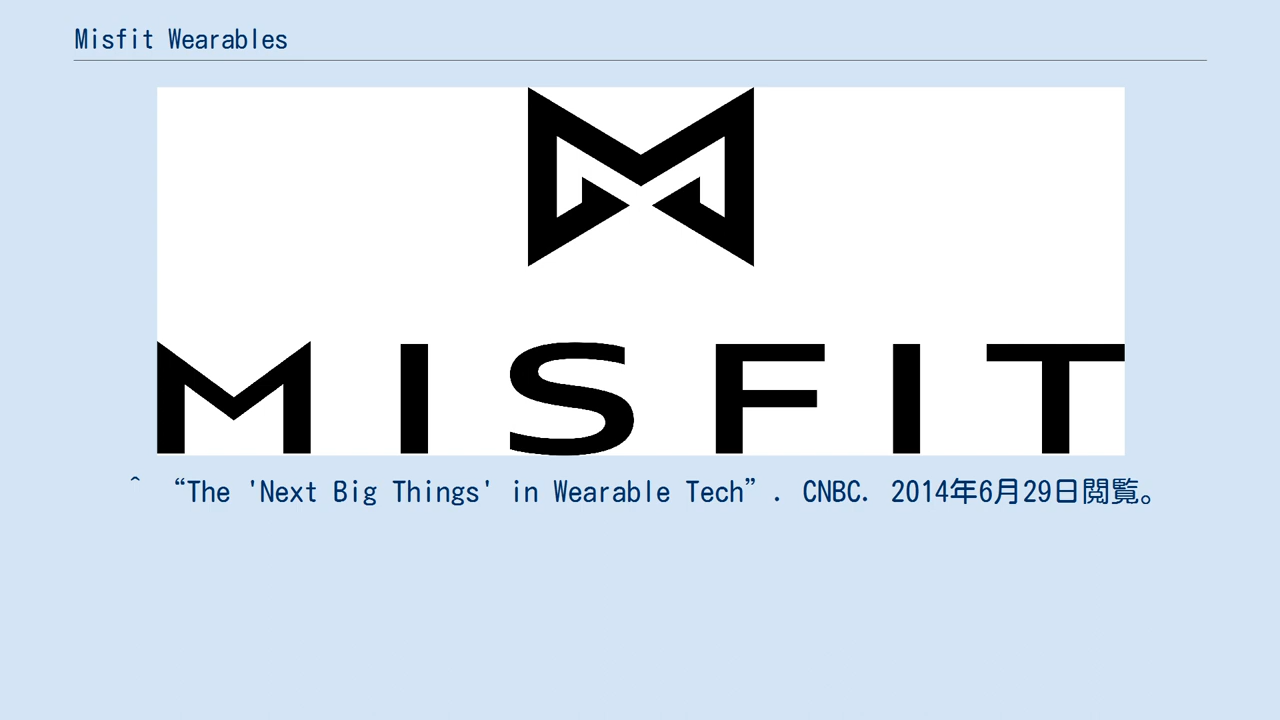 Misfit Wearables
MISFIT
^ “The 'Next Big Things' in Wearable Tech”. CNBC. 2014年6月29日閲覧。